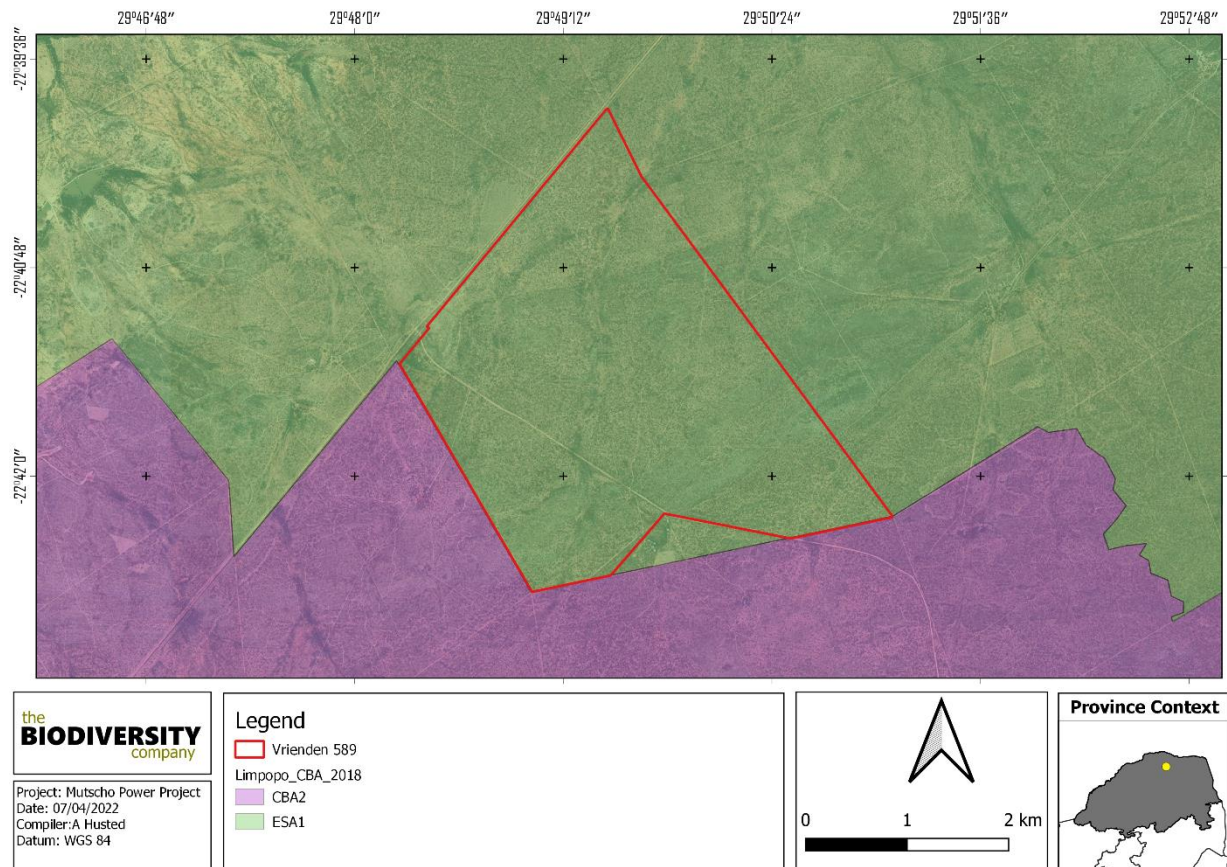 29°46'48" 29°48'0" 29°49'12" 29°50'24" 29°51'36" 29°52'48"
-22°39'36"
-22°40'48"
-22°42'0"
the
BIODIVERSITY
company
Project: Mutscho Power Project
Date: 07/04/2022
Compiler:A Husted
Datum: WGS 84
Legend
Vrienden 589
Limpopo_CBA_2018
CBA2
ESA1
0 1 2 km
Province Context